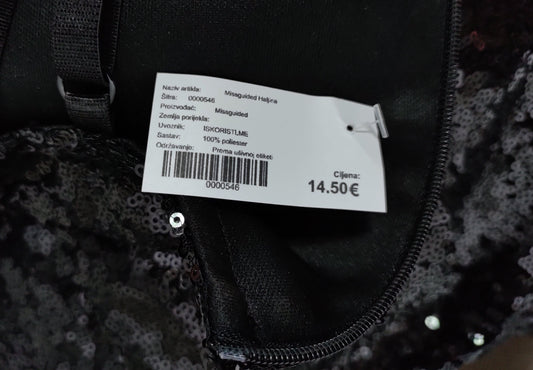 Naziv artikla: Missguided Haljina
Šifra: 0000546
Proizvođač: Missguided
Zemlja porijekla:
Uvoznik: ISKORISTI.ME
Sastav: 100% poliester
Održavanje: Prema ušivnoj etiketi
0000546
Cijena:
14.50€